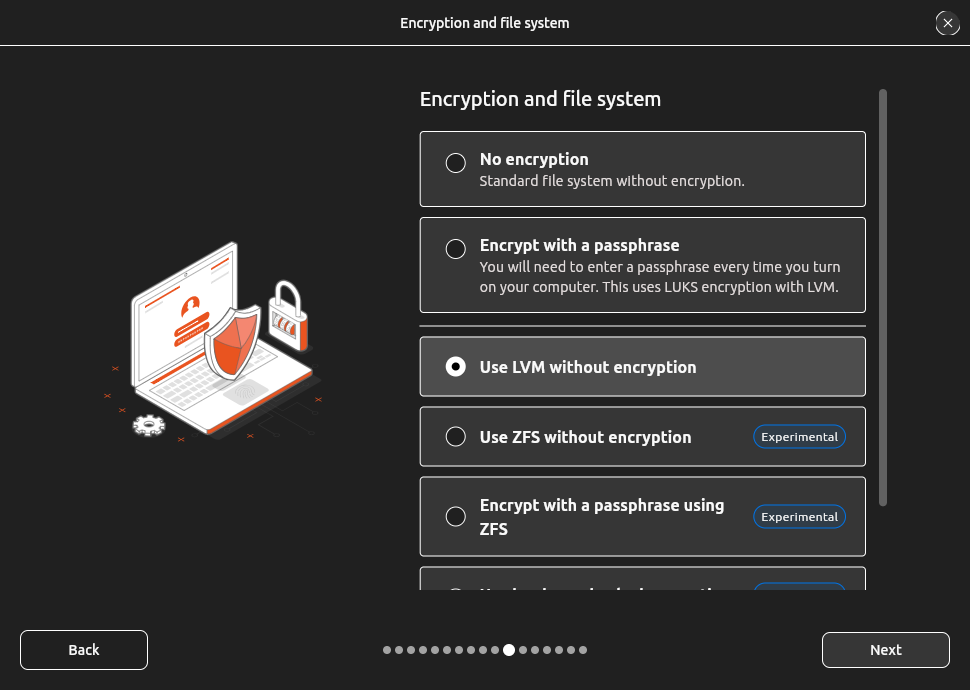 Encryption and file system
Encryption and file system
No encryption
Standard file system without encryption.
Encrypt with a passphrase
You will need to enter a passphrase every time you turn
on your computer. This uses LUKS encryption with LVM.
Use LVM without encryption
Use ZFS without encryption
Experimental
Encrypt with a passphrase using
ZFS
Experimental
Back
Next